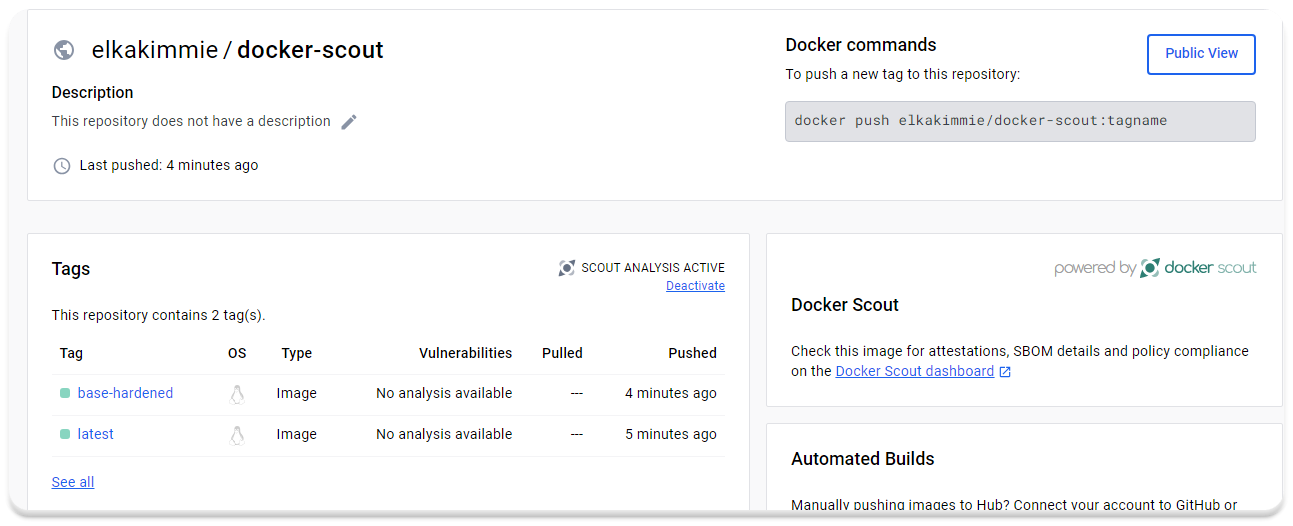 elkakimmie / docker-scout
Description
This repository does not have a description
Last pushed: 4 minutes ago
Docker commands
Public View
To push a new tag to this repository:
docker push elkakimmie/docker-scout:tagname
Tags
SCOUT ANALYSIS ACTIVE
Deactivate
This repository contains 2 tag(s).
Tag OS Type Vulnerabilities Pulled Pushed
base-hardened Image No analysis available --- 4 minutes ago
latest Image No analysis available --- 5 minutes ago
See all
powered by docker scout
Docker Scout
Check this image for attestations, SBOM details and policy compliance
on the Docker Scout dashboard
Automated Builds
Manually pushing images to Hub? Connect your account to GitHub or